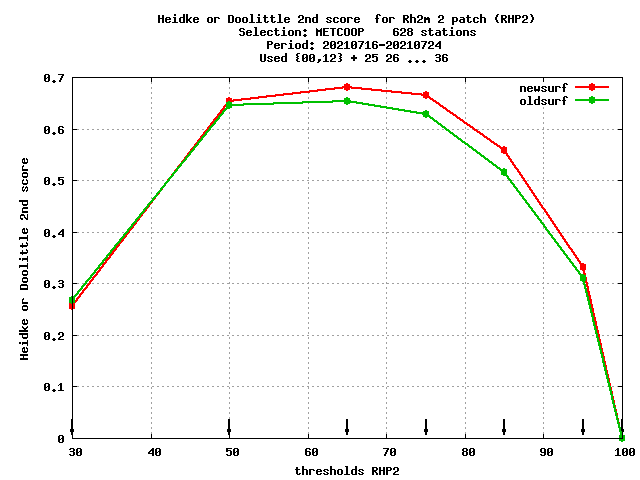 Heidke or Doolittle 2nd score  for Rh2m 2 patch (RHP2)
Selection: METCOOP    628 stations
Period: 20210716-20210724
Used {00,12} + 25 26 ... 36
newsurf
oldsurf
0.7
0.6
0.5
0.4
0.3
0.2
0.1
0
Heidke or Doolittle 2nd score
30 40 50 60 70 80 90 100
thresholds RHP2